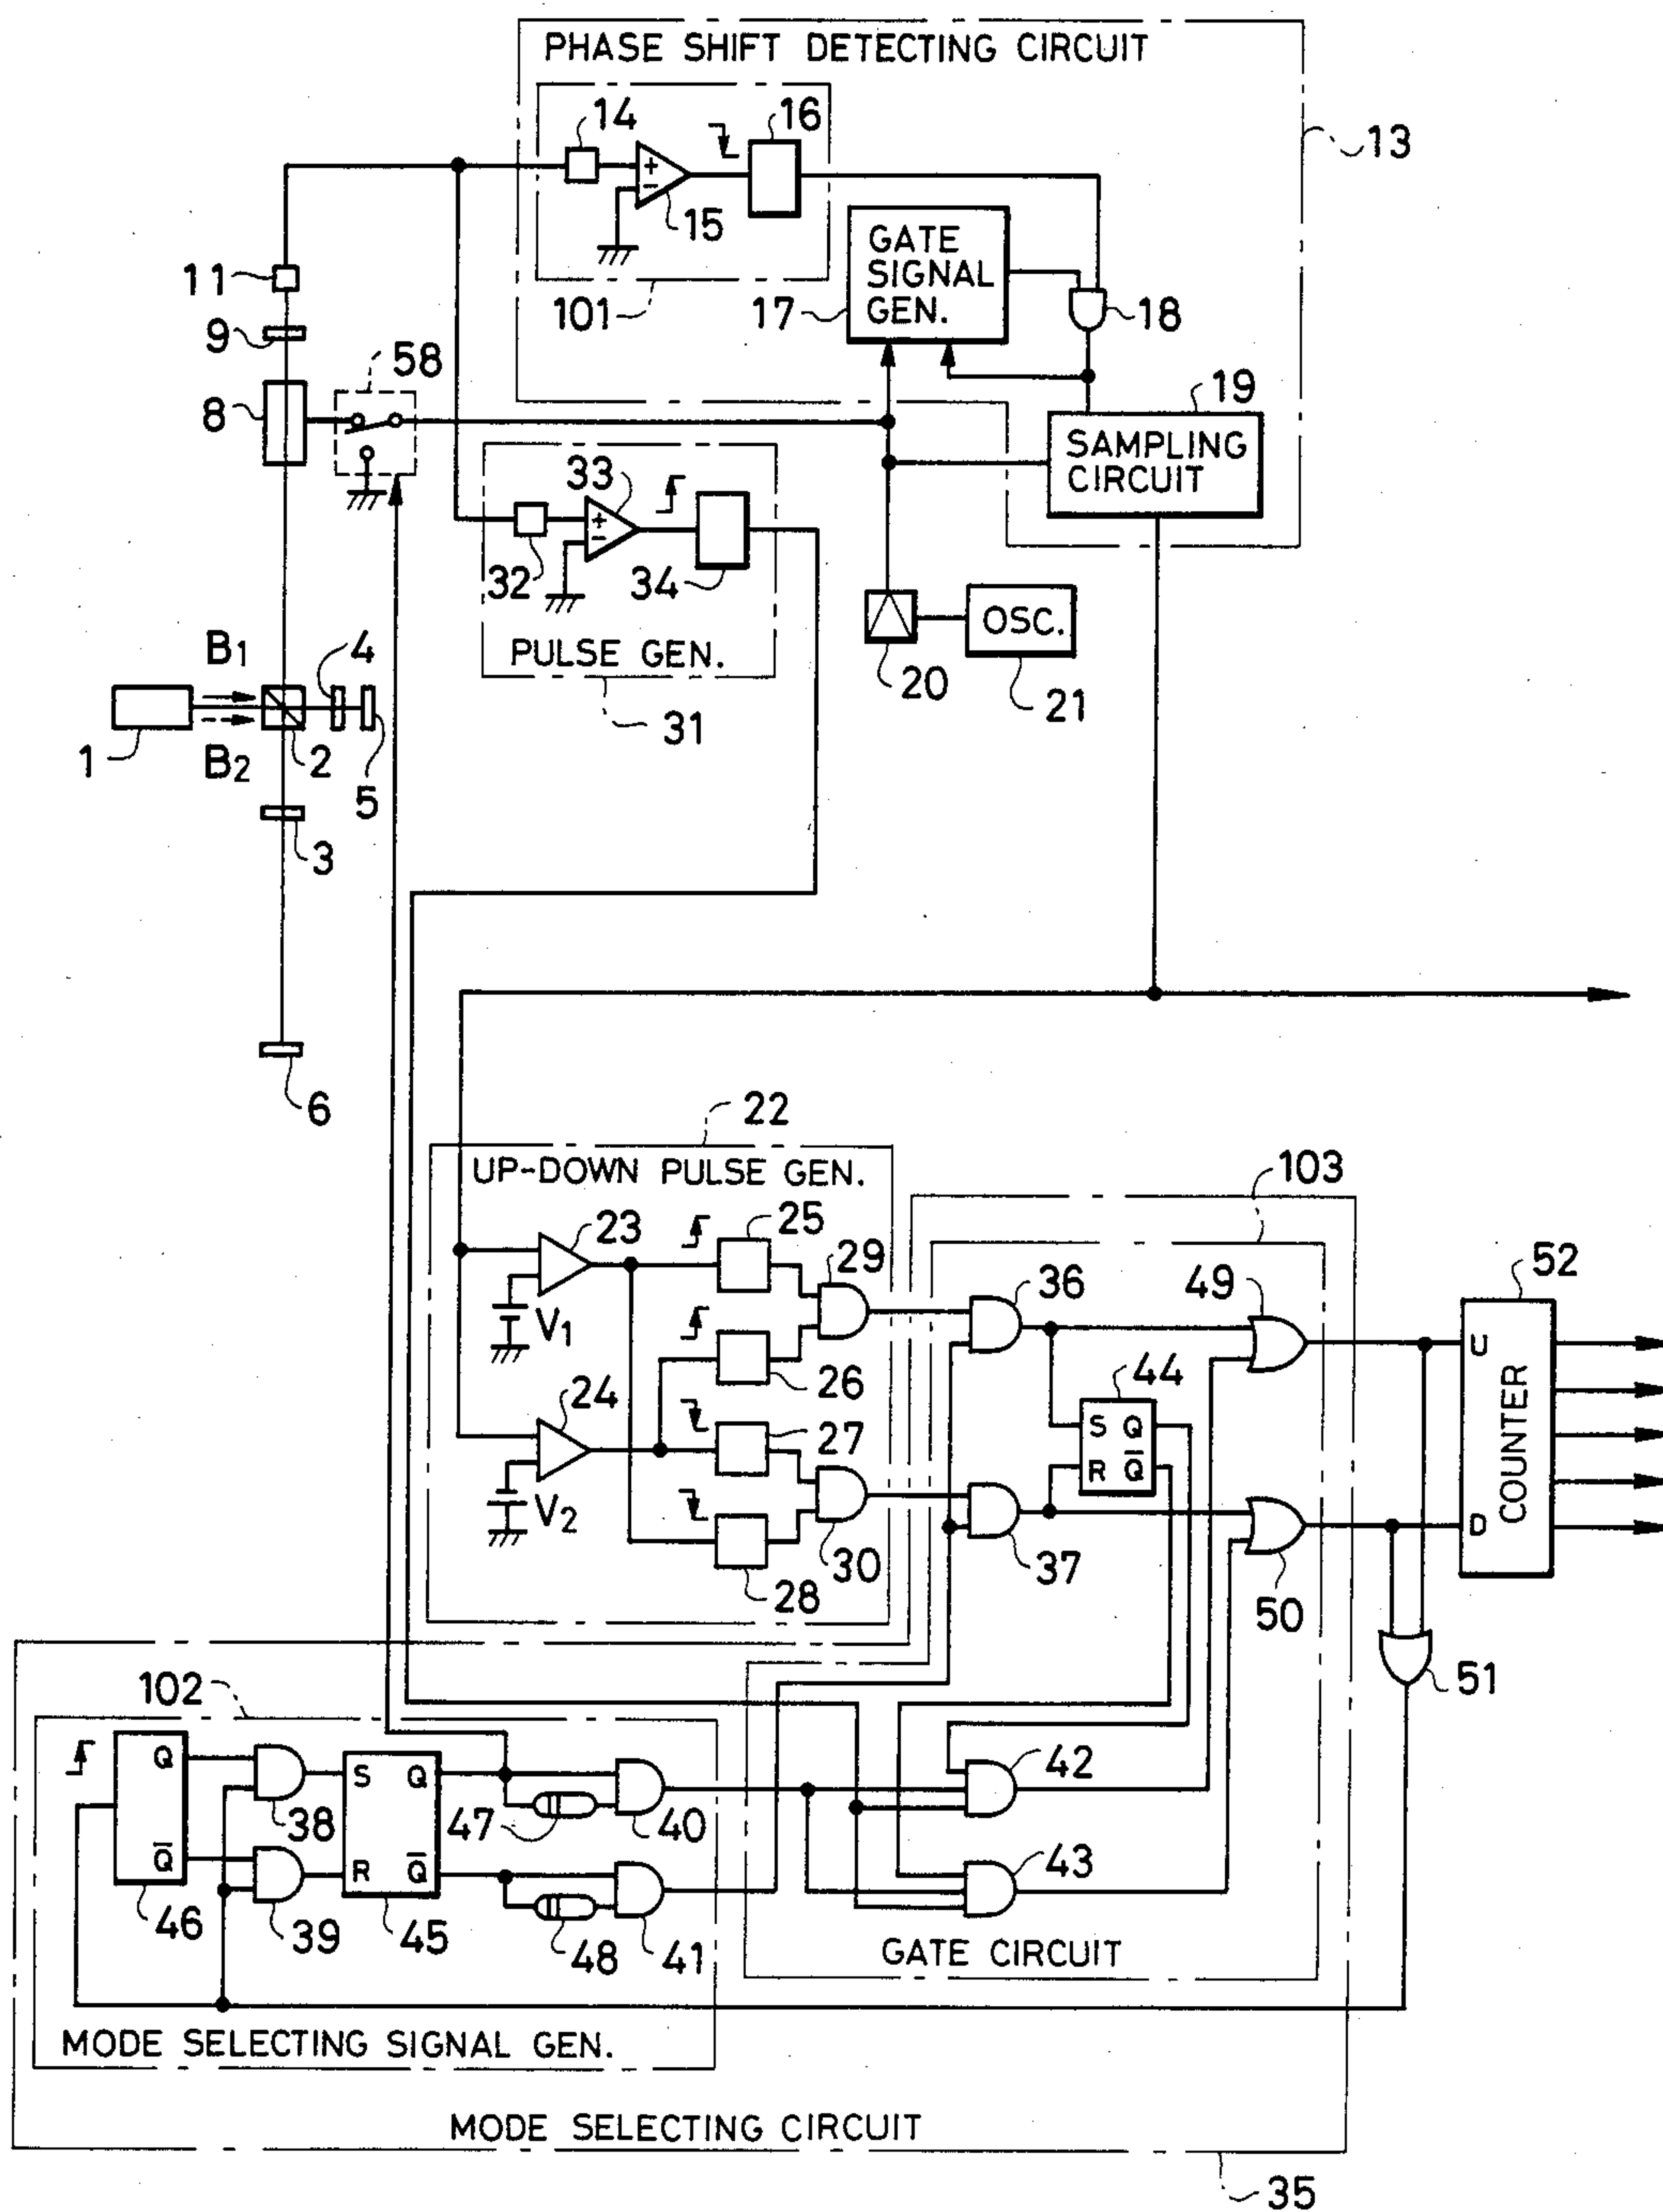 PHASE SHIFT DETECTING CIRCUIT
14
16
13
+
−
15
11
GATE
SIGNAL
GEN.
101
17
18
9
58
19
8
SAMPLING
CIRCUIT
33
+
−
32
34
OSC.
PULSE GEN.
20
21
B1
4
31
1
B2
2
5
3
6
22
UP-DOWN PULSE GEN.
103
23
25
29
52
36
49
V1
U
26
44
24
27
S Q
COUNTER
R Q̅
V2
D
30
37
28
50
51
102
Q
S Q
42
38
47
40
Q̅
R Q̅
43
46
39
45
48
41
GATE CIRCUIT
MODE SELECTING SIGNAL GEN.
MODE SELECTING CIRCUIT
35